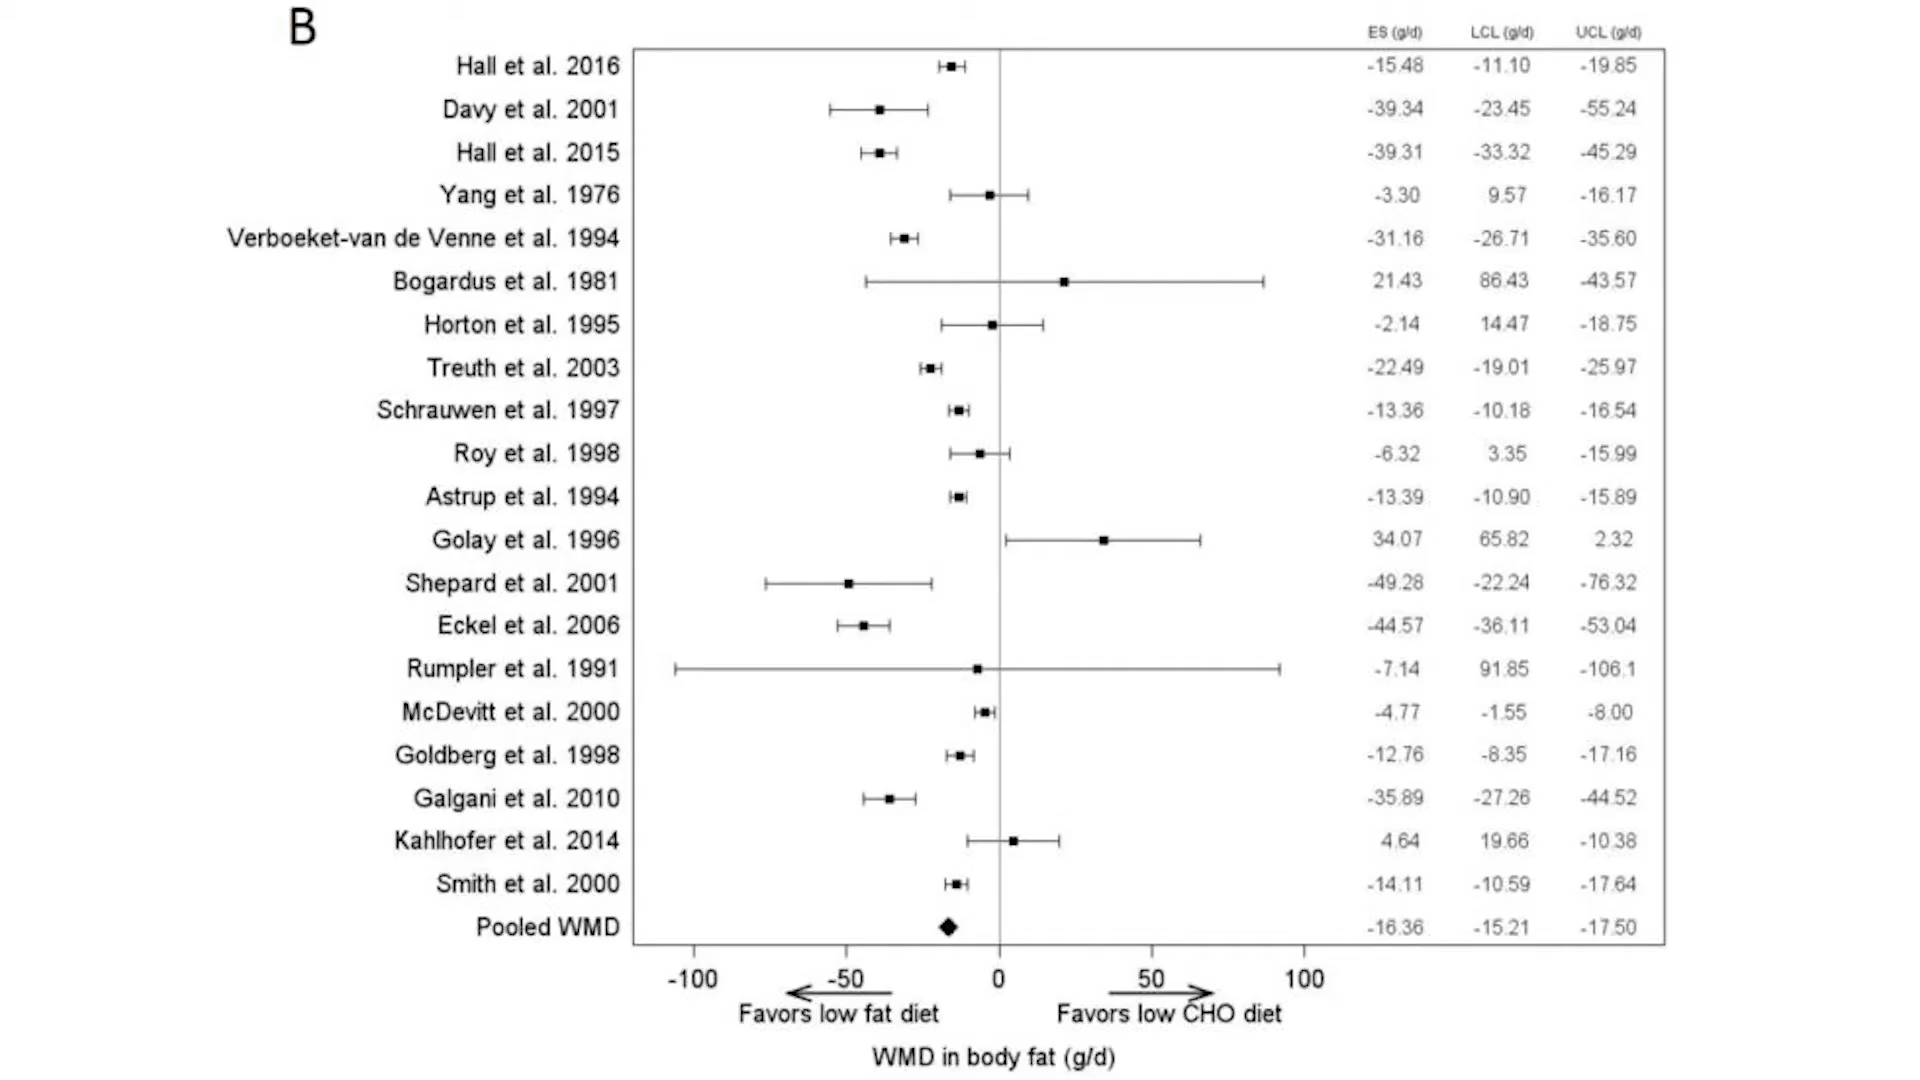 B
ES (g/d) LCL (g/d) UCL (g/d)
Hall et al. 2016 -15.48 -11.10 -19.85
Davy et al. 2001 -39.34 -23.45 -55.24
Hall et al. 2015 -39.31 -33.32 -45.29
Yang et al. 1976 -3.30 9.57 -16.17
Verboeket-van de Venne et al. 1994 -31.16 -26.71 -35.60
Bogardus et al. 1981 21.43 86.43 -43.57
Horton et al. 1995 -2.14 14.47 -18.75
Treuth et al. 2003 -22.49 -19.01 -25.97
Schrauwen et al. 1997 -13.36 -10.18 -16.54
Roy et al. 1998 -6.32 3.35 -15.99
Astrup et al. 1994 -13.39 -10.90 -15.89
Golay et al. 1996 34.07 65.82 2.32
Shepard et al. 2001 -49.28 -22.24 -76.32
Eckel et al. 2006 -44.57 -36.11 -53.04
Rumpler et al. 1991 -7.14 91.85 -106.1
McDevitt et al. 2000 -4.77 -1.55 -8.00
Goldberg et al. 1998 -12.76 -8.35 -17.16
Galgani et al. 2010 -35.89 -27.26 -44.52
Kahlhofer et al. 2014 4.64 19.66 -10.38
Smith et al. 2000 -14.11 -10.59 -17.64
Pooled WMD -16.36 -15.21 -17.50
-100 -50 0 50 100
Favors low fat diet Favors low CHO diet
WMD in body fat (g/d)